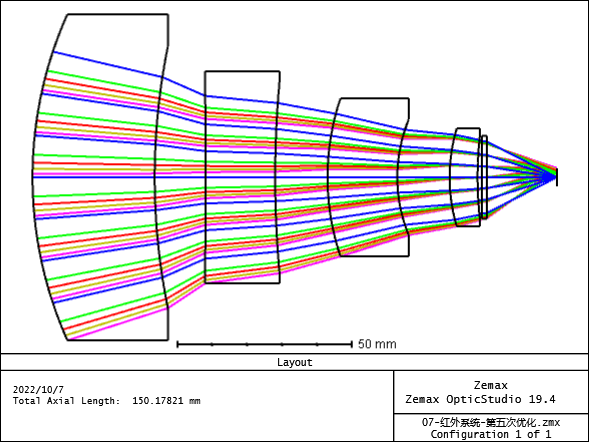 50 mm
Layout
2022/10/7
Total Axial Length:  150.17821 mm
Zemax
Zemax OpticStudio 19.4
07-红外系统-第五次优化.zmx
Configuration 1 of 1